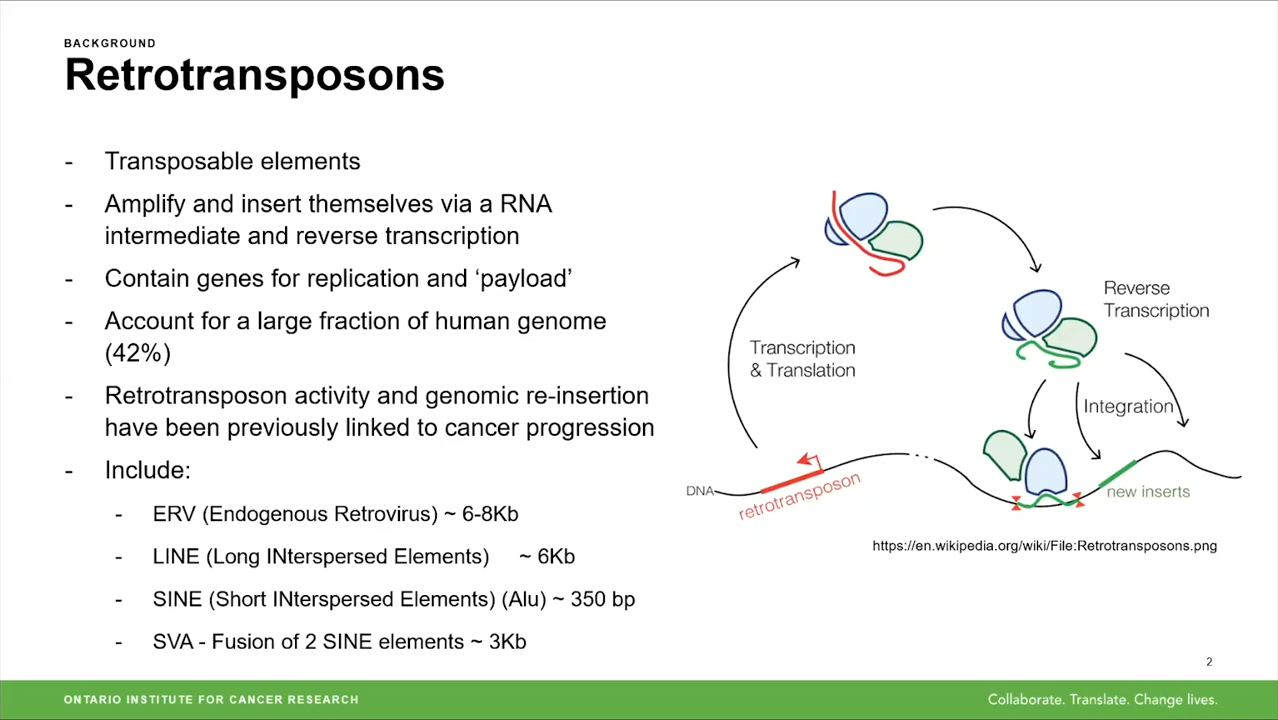 BACKGROUND
Retrotransposons
- Transposable elements
- Amplify and insert themselves via a RNA
intermediate and reverse transcription
- Contain genes for replication and ‘payload’
- Account for a large fraction of human genome
(42%)
- Retrotransposon activity and genomic re-insertion
have been previously linked to cancer progression
- Include:
- ERV (Endogenous Retrovirus) ~ 6-8Kb
- LINE (Long INterspersed Elements) ~ 6Kb
- SINE (Short INterspersed Elements) (Alu) ~ 350 bp
- SVA - Fusion of 2 SINE elements ~ 3Kb
Reverse
Transcription
Transcription
& Translation
Integration
DNA
retrotransposon
new inserts
https://en.wikipedia.org/wiki/File:Retrotransposons.png
2
ONTARIO INSTITUTE FOR CANCER RESEARCH
Collaborate. Translate. Change lives.